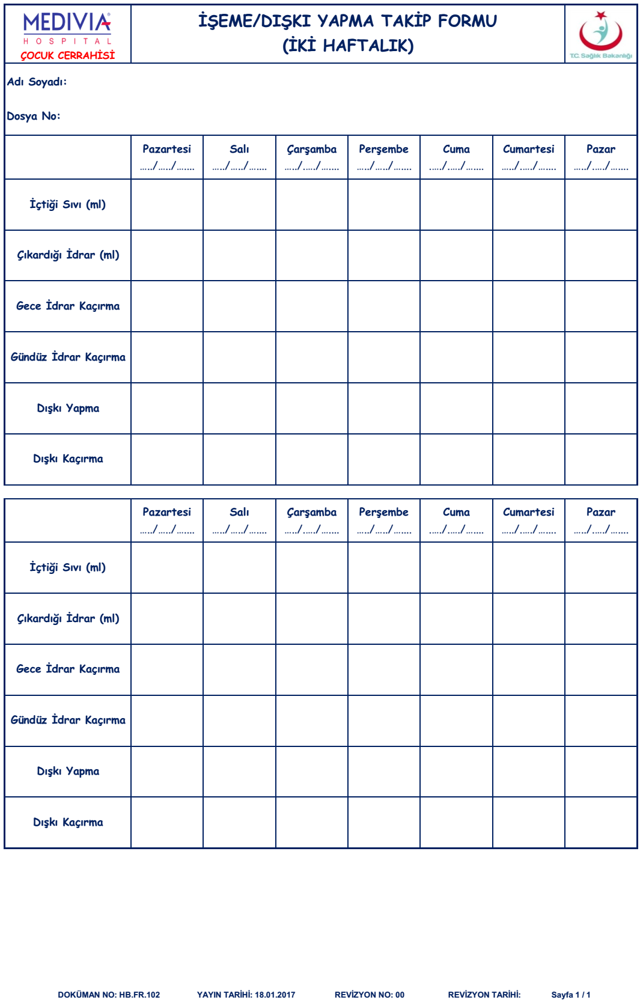 MEDIVIA®
HOSPITAL
ÇOCUK CERRAHİSİ
İŞEME/DIŞKI YAPMA TAKİP FORMU
(İKİ HAFTALIK)
T.C. Sağlık Bakanlığı
Adı Soyadı:
Dosya No:
Pazartesi Salı Çarşamba Perşembe Cuma Cumartesi Pazar
…../…../……. …../…../……. …../…../……. …../…../……. …../…../……. …../…../……. …../…../…….
İçtiği Sıvı (ml)
Çıkardığı İdrar (ml)
Gece İdrar Kaçırma
Gündüz İdrar Kaçırma
Dışkı Yapma
Dışkı Kaçırma
Pazartesi Salı Çarşamba Perşembe Cuma Cumartesi Pazar
…../…../……. …../…../……. …../…../……. …../…../……. …../…../……. …../…../……. …../…../…….
İçtiği Sıvı (ml)
Çıkardığı İdrar (ml)
Gece İdrar Kaçırma
Gündüz İdrar Kaçırma
Dışkı Yapma
Dışkı Kaçırma
DOKÜMAN NO: HB.FR.102 YAYIN TARİHİ: 18.01.2017 REVİZYON NO: 00 REVİZYON TARİHİ: Sayfa 1 / 1